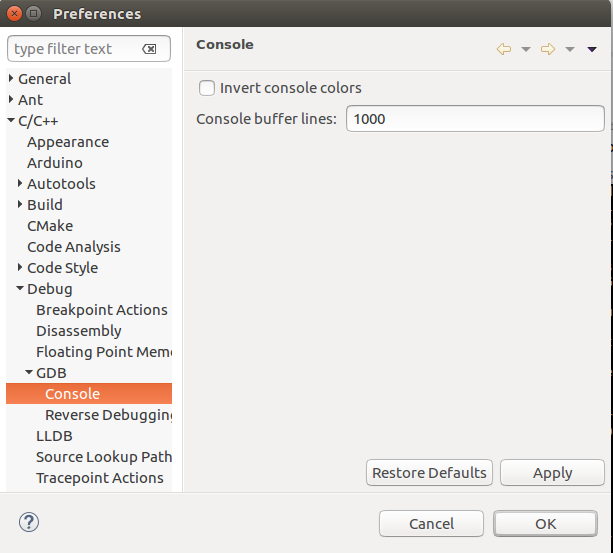 Preferences
type filter text
General
Ant
C/C++
Appearance
Arduino
Autotools
Build
CMake
Code Analysis
Code Style
Debug
Breakpoint Actions
Disassembly
Floating Point Mem
GDB
Console
Reverse Debugging
LLDB
Source Lookup Path
Tracepoint Actions
Console
Invert console colors
Console buffer lines: 1000
Restore Defaults Apply
? Cancel OK